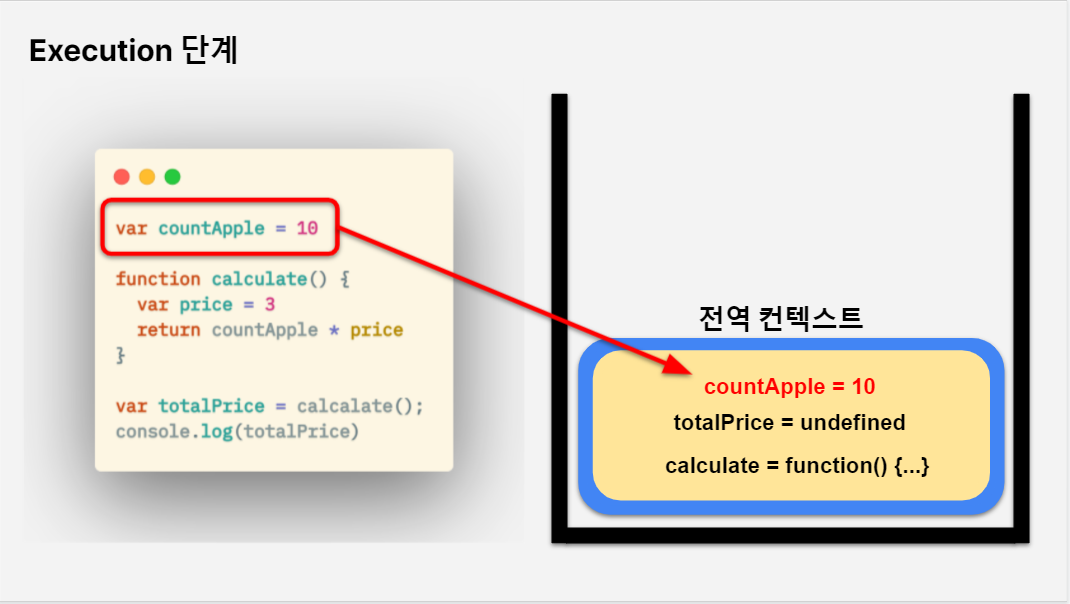 Execution 단계
var countApple = 10
function calculate() {
var price = 3
return countApple * price
}
var totalPrice = calcalate();
console.log(totalPrice)
전역 컨텍스트
countApple = 10
totalPrice = undefined
calculate = function() {...}